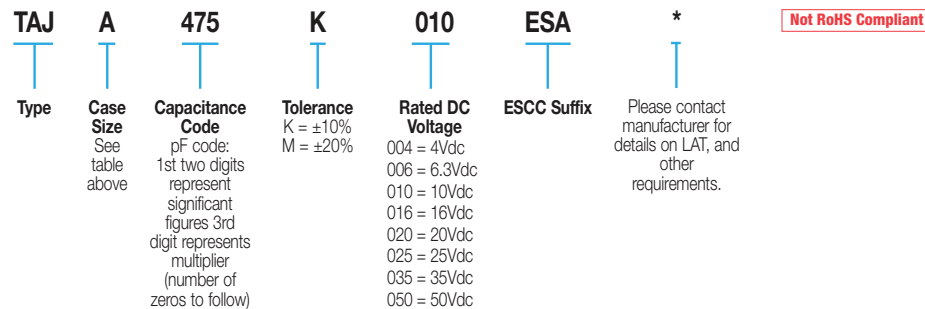 TAJ A 475 K 010 ESA * Not RoHS Compliant
Type
Case
Size
See
table
above
Capacitance
Code
pF code:
1st two digits
represent
significant
figures 3rd
digit represents
multiplier
(number of
zeros to follow)
Tolerance
K = ±10%
M = ±20%
Rated DC
Voltage
004 = 4Vdc
006 = 6.3Vdc
010 = 10Vdc
016 = 16Vdc
020 = 20Vdc
025 = 25Vdc
035 = 35Vdc
050 = 50Vdc
ESCC Suffix
Please contact
manufacturer for
details on LAT, and
other
requirements.